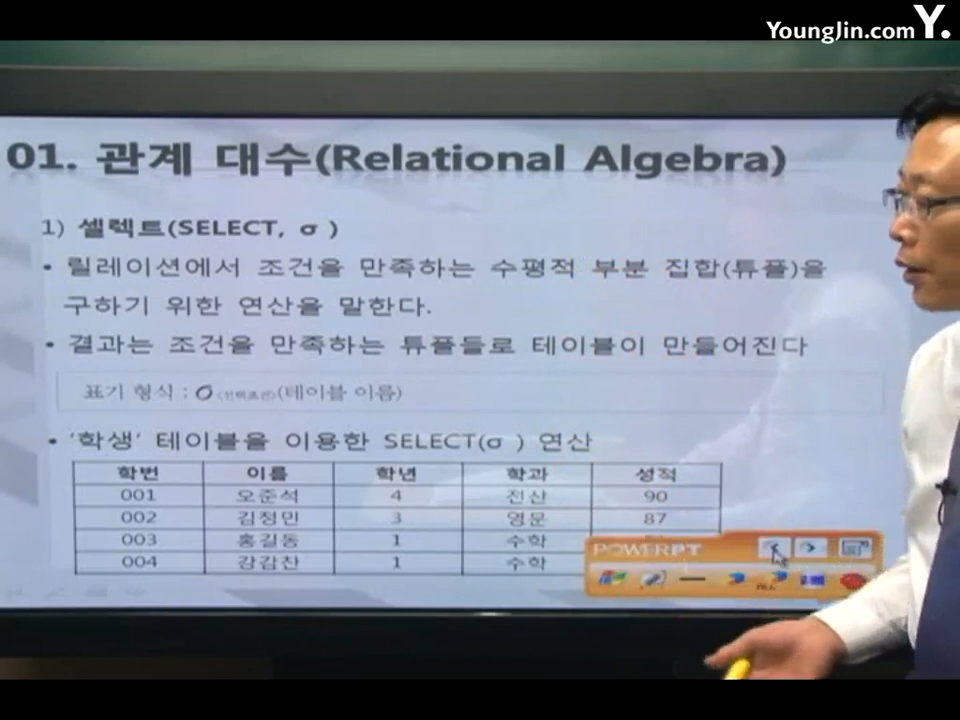 YoungJin.com Y.
01. 관계 대수(Relational Algebra)
1) 셀렉트(SELECT, σ )
• 릴레이션에서 조건을 만족하는 수평적 부분 집합(튜플)을
구하기 위한 연산을 말한다.
• 결과는 조건을 만족하는 튜플들로 테이블이 만들어진다
표기 형식 : σ<선택조건>(테이블 이름)
• '학생' 테이블을 이용한 SELECT(σ ) 연산
학번 이름 학년 학과 성적
001 오준석 4 전산 90
002 김정민 3 영문 87
003 홍길동 1 수학
004 강감찬 1 수학
POWERPT